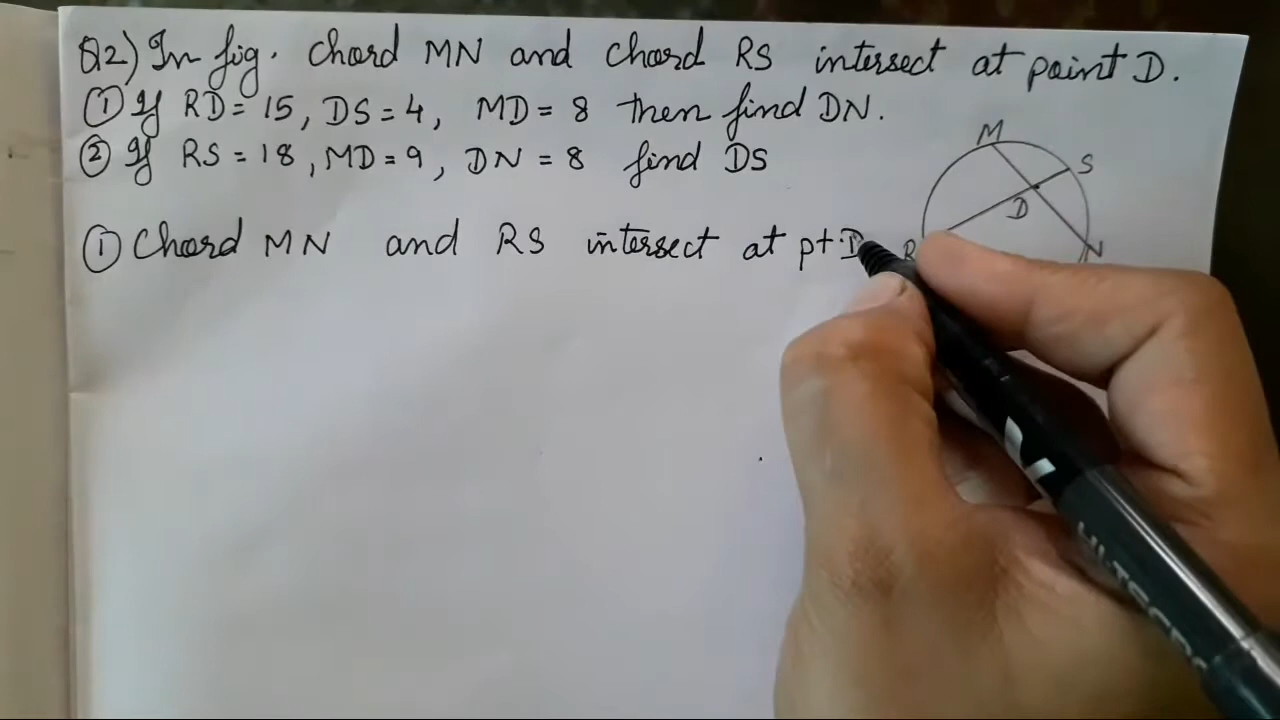 Q2) In fig. Chord MN and Chord RS intersect at point D.
① If RD = 15, DS = 4, MD = 8 then find DN.
② If RS = 18, MD = 9, DN = 8 find DS
M
S
D
R
N
① Chord MN and RS intersect at pt. D